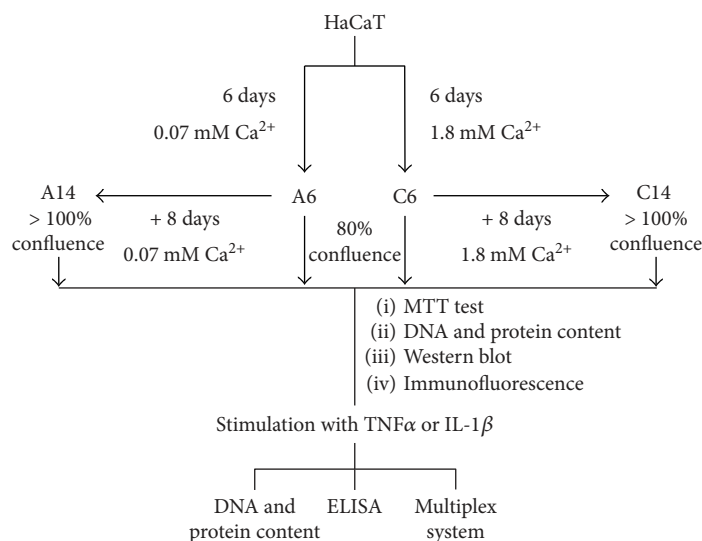 HaCaT
6 days
0.07 mM Ca²⁺
6 days
1.8 mM Ca²⁺
A14
> 100%
confluence
+ 8 days
0.07 mM Ca²⁺
A6
80%
confluence
C6
+ 8 days
1.8 mM Ca²⁺
C14
> 100%
confluence
(i) MTT test
(ii) DNA and protein content
(iii) Western blot
(iv) Immunofluorescence
Stimulation with TNFα or IL-1β
DNA and
protein content
ELISA
Multiplex
system